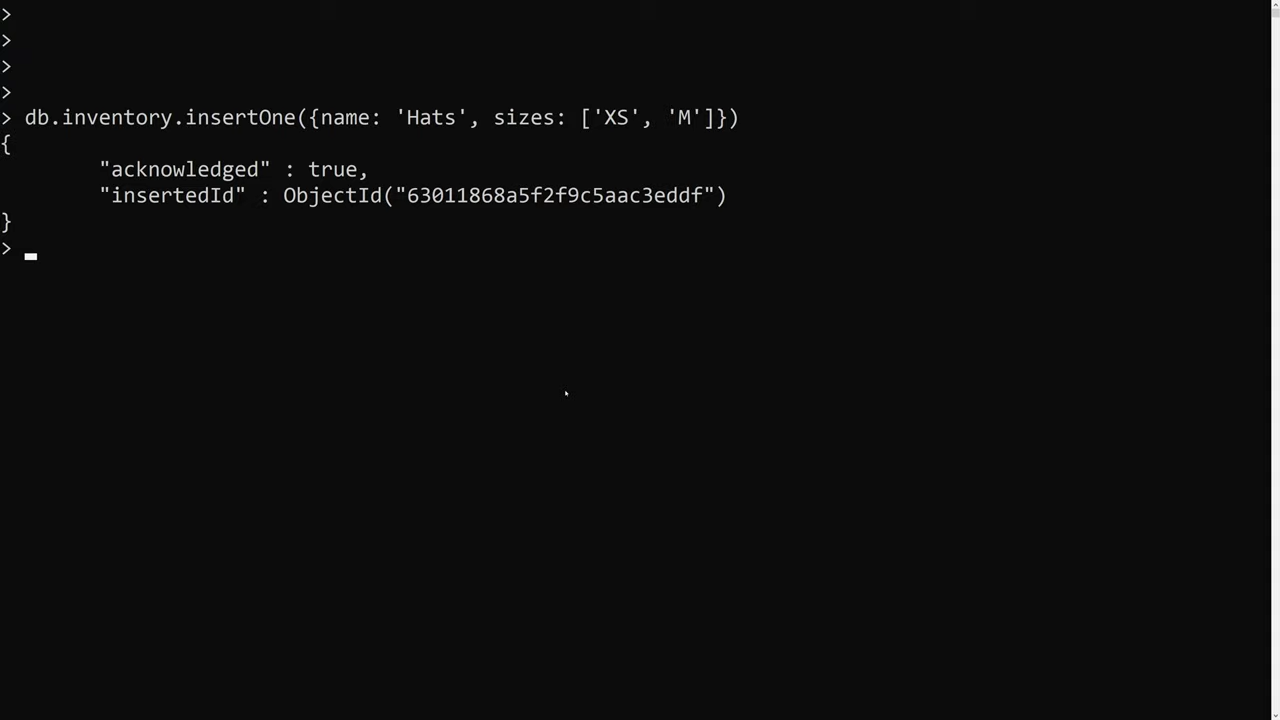 >
>
>
>
> db.inventory.insertOne({name: 'Hats', sizes: ['XS', 'M']})
{
        "acknowledged" : true,
        "insertedId" : ObjectId("63011868a5f2f9c5aac3eddf")
}
>